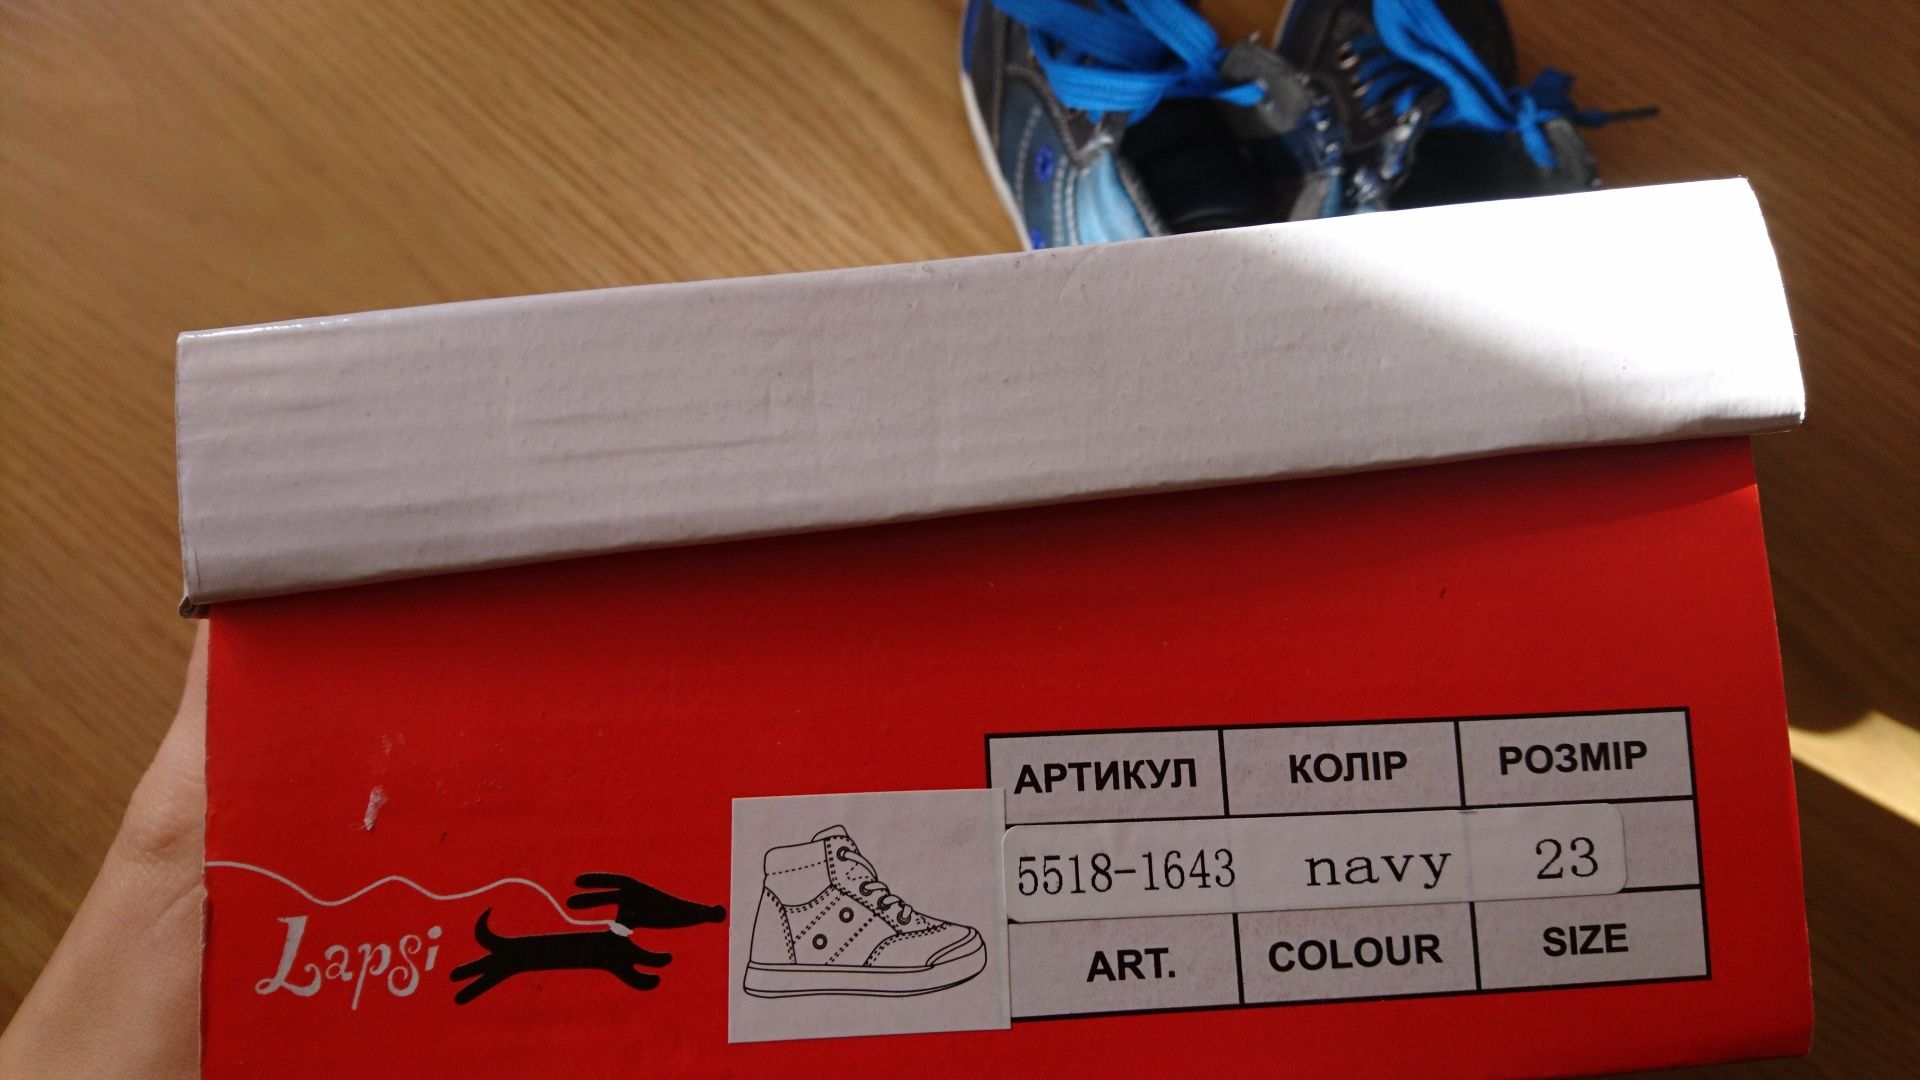 Lapsi
АРТИКУЛ КОЛІР РОЗМІР
5518-1643 navy 23
ART. COLOUR SIZE